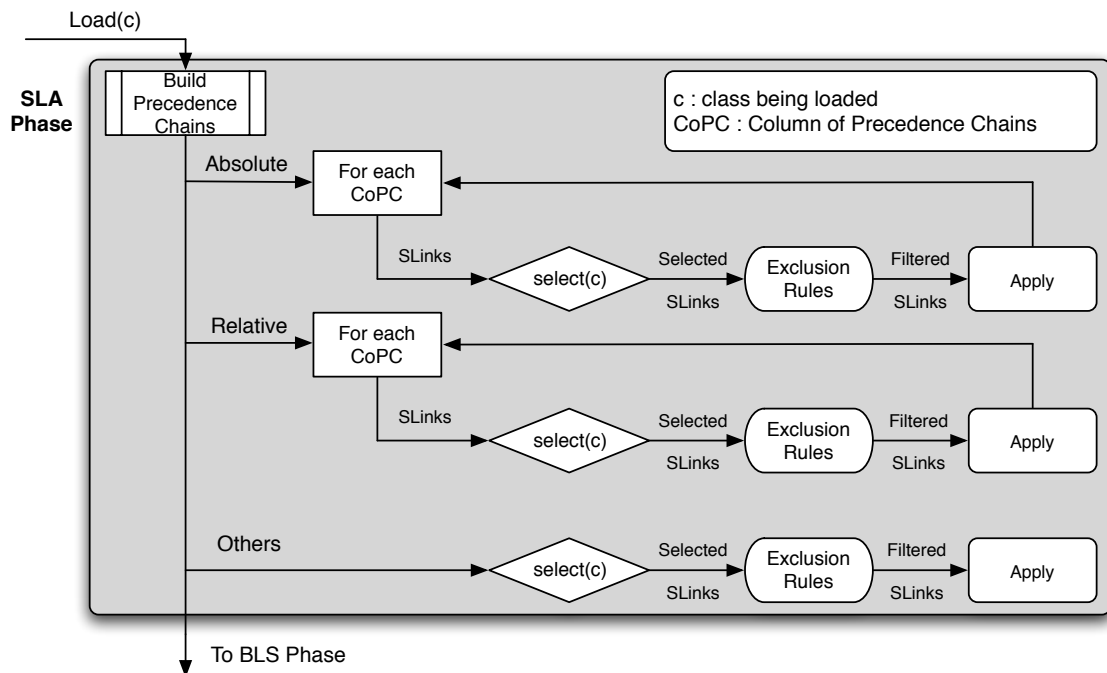 Load(c)
SLA
Phase
Build
Precedence
Chains
c : class being loaded
CoPC : Column of Precedence Chains
Absolute
For each
CoPC
SLinks
select(c)
Selected
SLinks
Exclusion
Rules
Filtered
SLinks
Apply
Relative
For each
CoPC
SLinks
select(c)
Selected
SLinks
Exclusion
Rules
Filtered
SLinks
Apply
Others
select(c)
Selected
SLinks
Exclusion
Rules
Filtered
SLinks
Apply
To BLS Phase